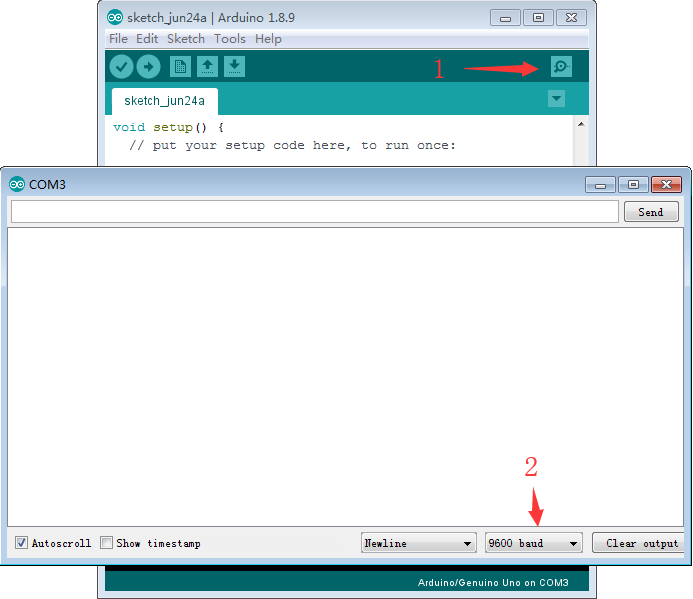 sketch_jun24a | Arduino 1.8.9
File Edit Sketch Tools Help
1
sketch_jun24a
void setup() {
// put your setup code here, to run once:
COM3
Send
2
Autoscroll Show timestamp Newline 9600 baud Clear output
Arduino/Genuino Uno on COM3